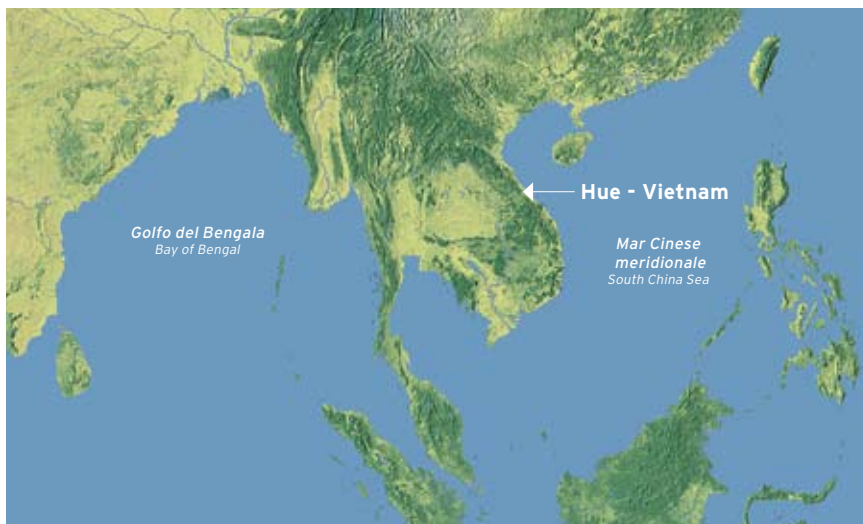 Hue - Vietnam
Golfo del Bengala
Bay of Bengal
Mar Cinese
meridionale
South China Sea